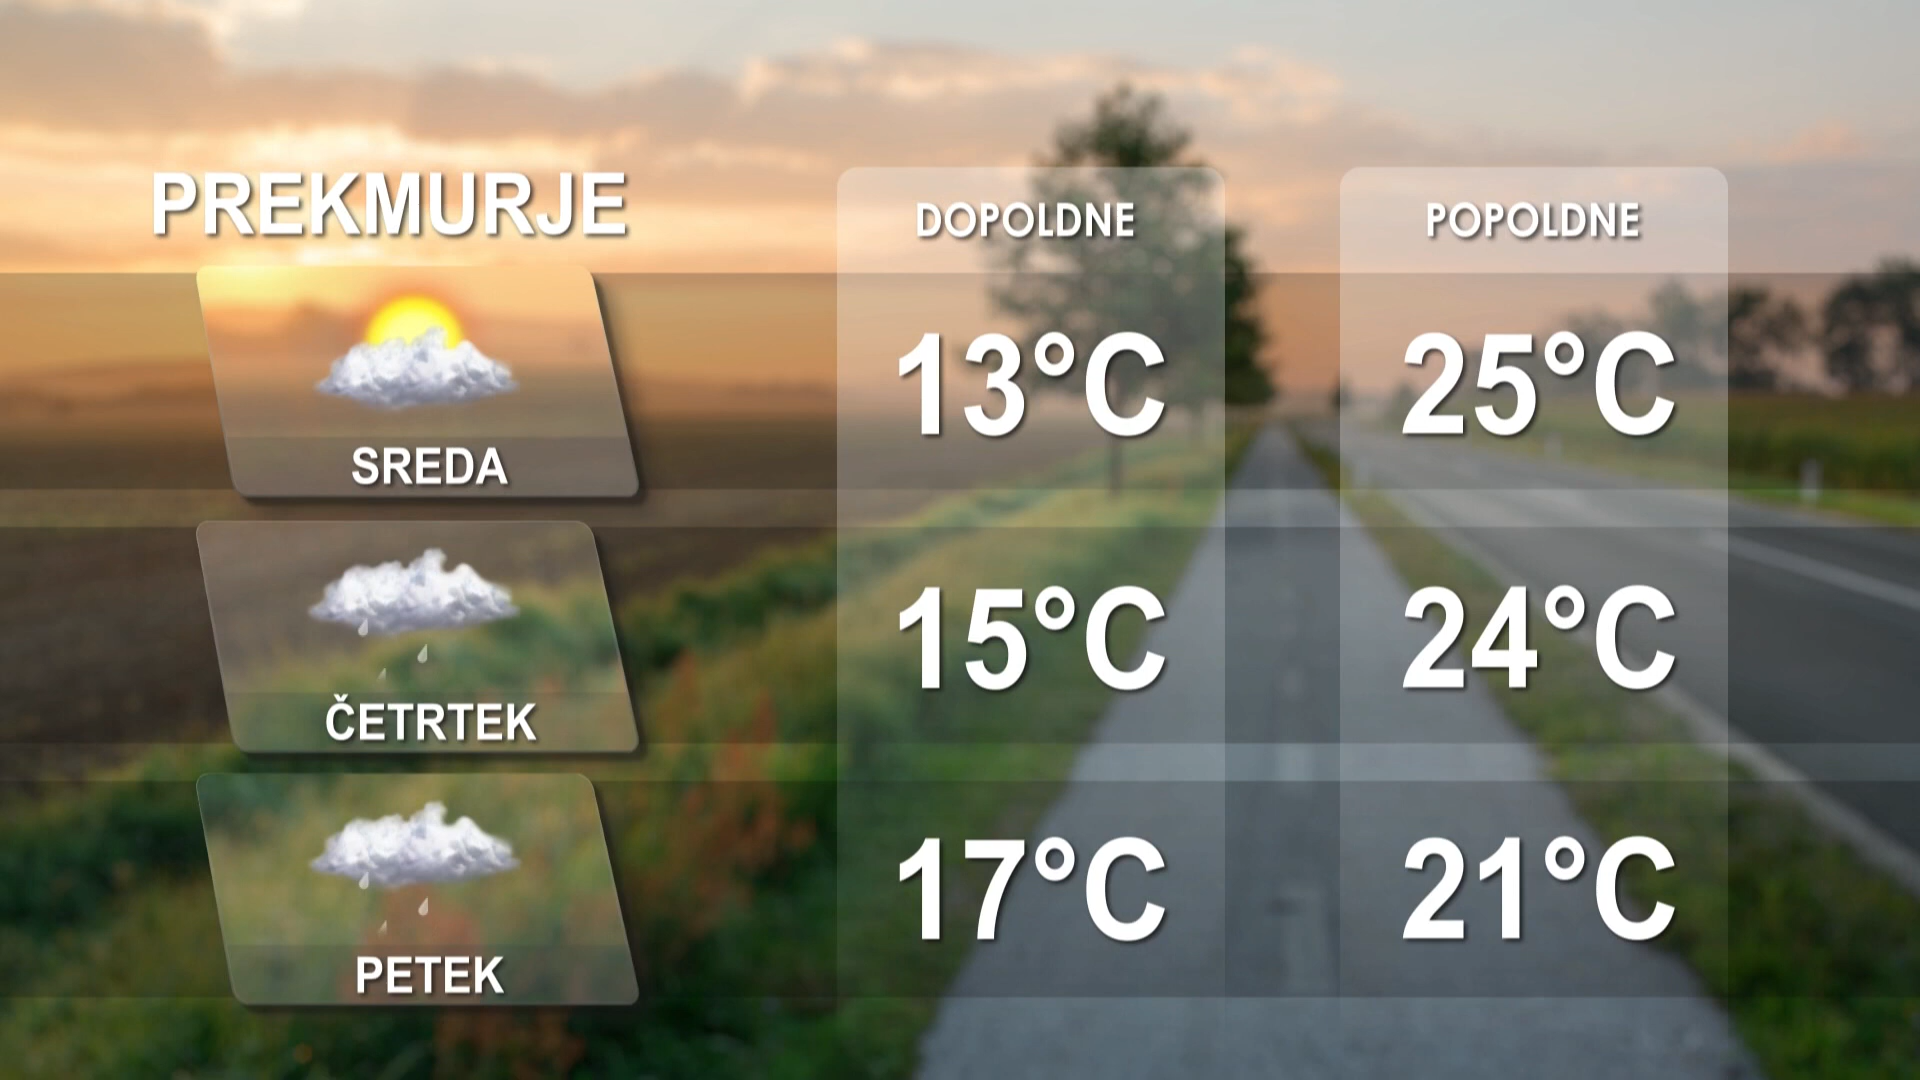 PREKMURJE
DOPOLDNE
POPOLDNE
13°C
25°C
SREDA
15°C
24°C
ČETRTEK
17°C
21°C
PETEK